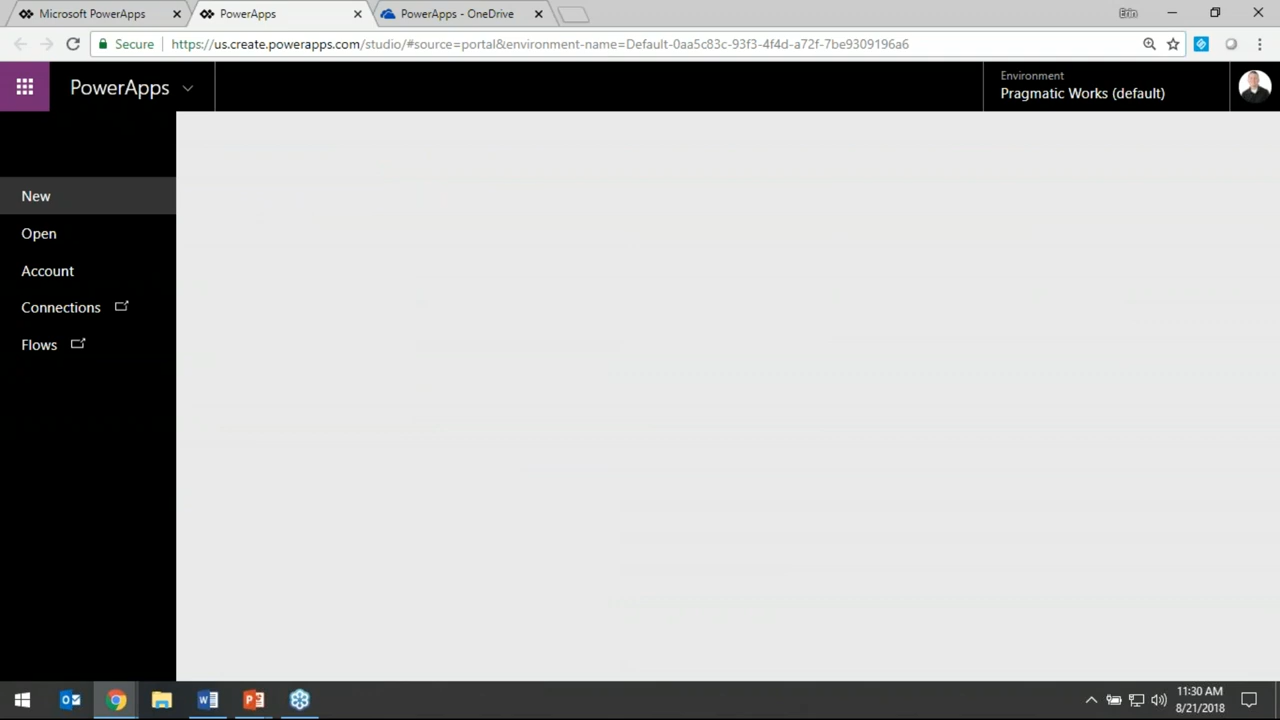 Microsoft PowerApps
PowerApps
PowerApps - OneDrive
Erin
Secure
https://us.create.powerapps.com/studio/#source=portal&environment-name=Default-0aa5c83c-93f3-4f4d-a72f-7be9309196a6
PowerApps
Environment
Pragmatic Works (default)
New
Open
Account
Connections
Flows
11:30 AM
8/21/2018